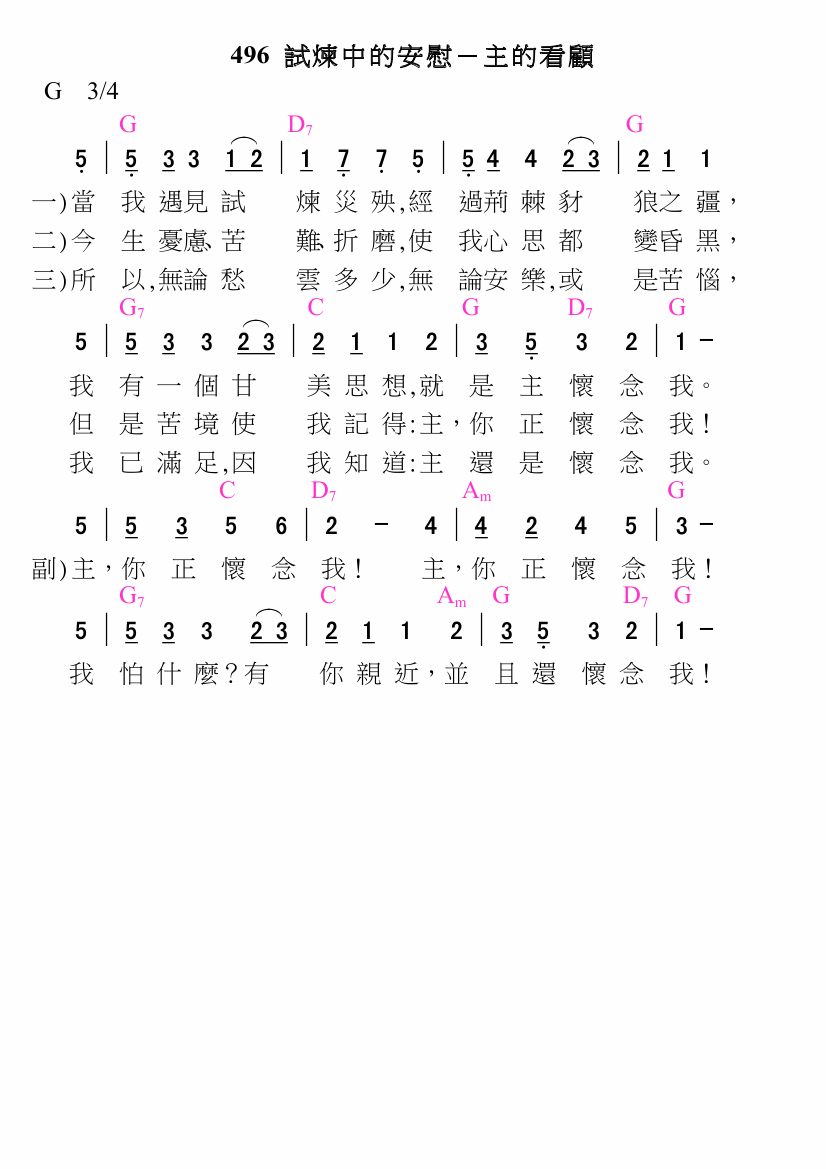 496 試煉中的安慰－主的看顧
G 3/4
G D7 G
5 | 5 3 3 1 2 | 1 7 7 5 | 5 4 4 2 3 | 2 1 1
一)當 我 遇見 試 煉 災 殃,經 過荊 棘 豺 狼之 疆，
二)今 生 憂慮、苦 難、折 磨,使 我心 思 都 變昏 黑，
三)所 以,無論 愁 雲 多 少,無 論安 樂,或 是苦 惱，
G7 C G D7 G
5 | 5 3 3 2 3 | 2 1 1 2 | 3 5 3 2 | 1 －
我 有 一 個 甘 美 思 想,就 是 主 懷 念 我。
但 是 苦 境 使 我 記 得:主，你 正 懷 念 我！
我 已 滿 足,因 我 知 道:主 還 是 懷 念 我。
C D7 Am G
5 | 5 3 5 6 | 2 － 4 | 4 2 4 5 | 3 －
副)主，你 正 懷 念 我！ 主，你 正 懷 念 我！
G7 C Am G D7 G
5 | 5 3 3 2 3 | 2 1 1 2 | 3 5 3 2 | 1 －
我 怕 什 麼？有 你 親 近，並 且 還 懷 念 我！